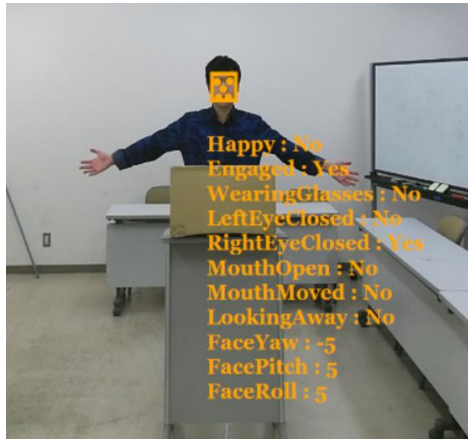 Happy : No
Engaged : Yes
WearingGlasses : No
LeftEyeClosed : No
RightEyeClosed : Yes
MouthOpen : No
MouthMoved : No
LookingAway : No
FaceYaw : -5
FacePitch : 5
FaceRoll : 5